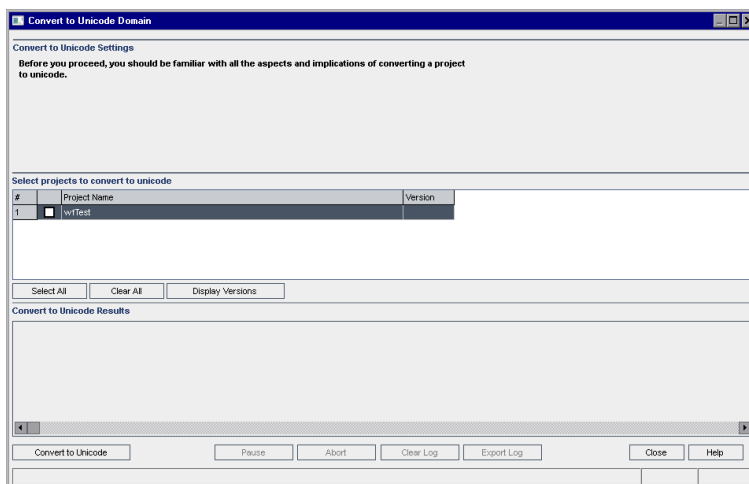 Convert to Unicode Domain
Convert to Unicode Settings
Before you proceed, you should be familiar with all the aspects and implications of converting a project
to unicode.
Select projects to convert to unicode
# Project Name Version
1 wfTest
Select All Clear All Display Versions
Convert to Unicode Results
Convert to Unicode Pause Abort Clear Log Export Log Close Help